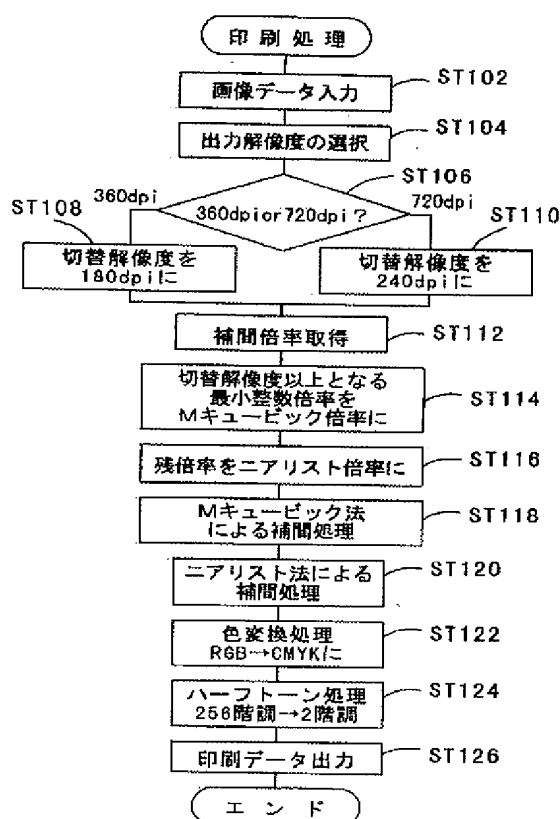 印刷処理
ST102
画像データ入力
ST104
出力解像度の選択
ST106
360dpi
720dpi
ST108
360dpior720dpi?
ST110
切替解像度を
180dpiに
切替解像度を
240dpiに
ST112
補間倍率取得
切替解像度以上となる
最小整数倍率を
Mキュービック倍率に
ST114
残倍率をニアリスト倍率に
ST116
Mキュービック法
による補間処理
ST118
ニアリスト法による
補間処理
ST120
色変換処理
RGB→CMYKに
ST122
ハーフトーン処理
256階調→2階調
ST124
印刷データ出力
ST126
エンド